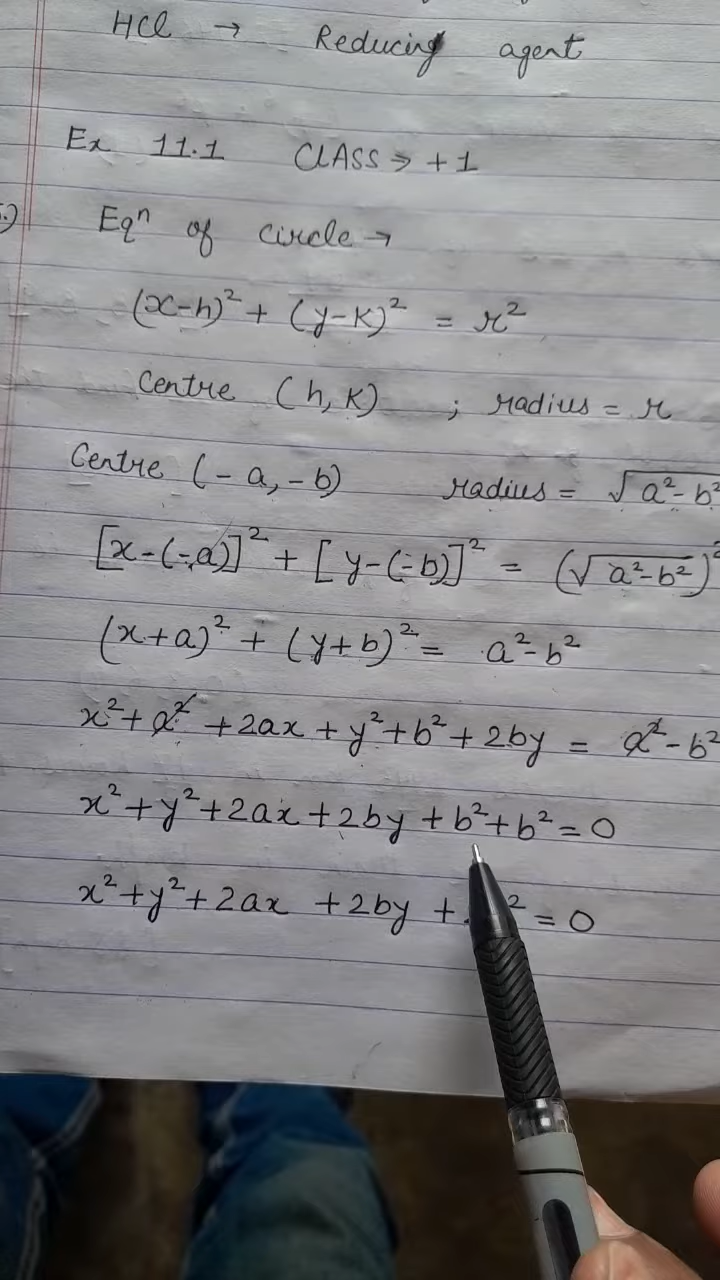 HCl → Reducing agent
Ex 11.1 CLASS ⇒ +1
Eqⁿ of circle →
(x-h)² + (y-k)² = r²
Centre (h, k) ; radius = r
Centre (-a, -b) radius = √a²-b²
[x-(-a)]² + [y-(-b)]² = (√a²-b²)²
(x+a)² + (y+b)² = a²-b²
x² + a² + 2ax + y² + b² + 2by = a² - b²
x² + y² + 2ax + 2by + b² + b² = 0
x² + y² + 2ax + 2by + ² = 0